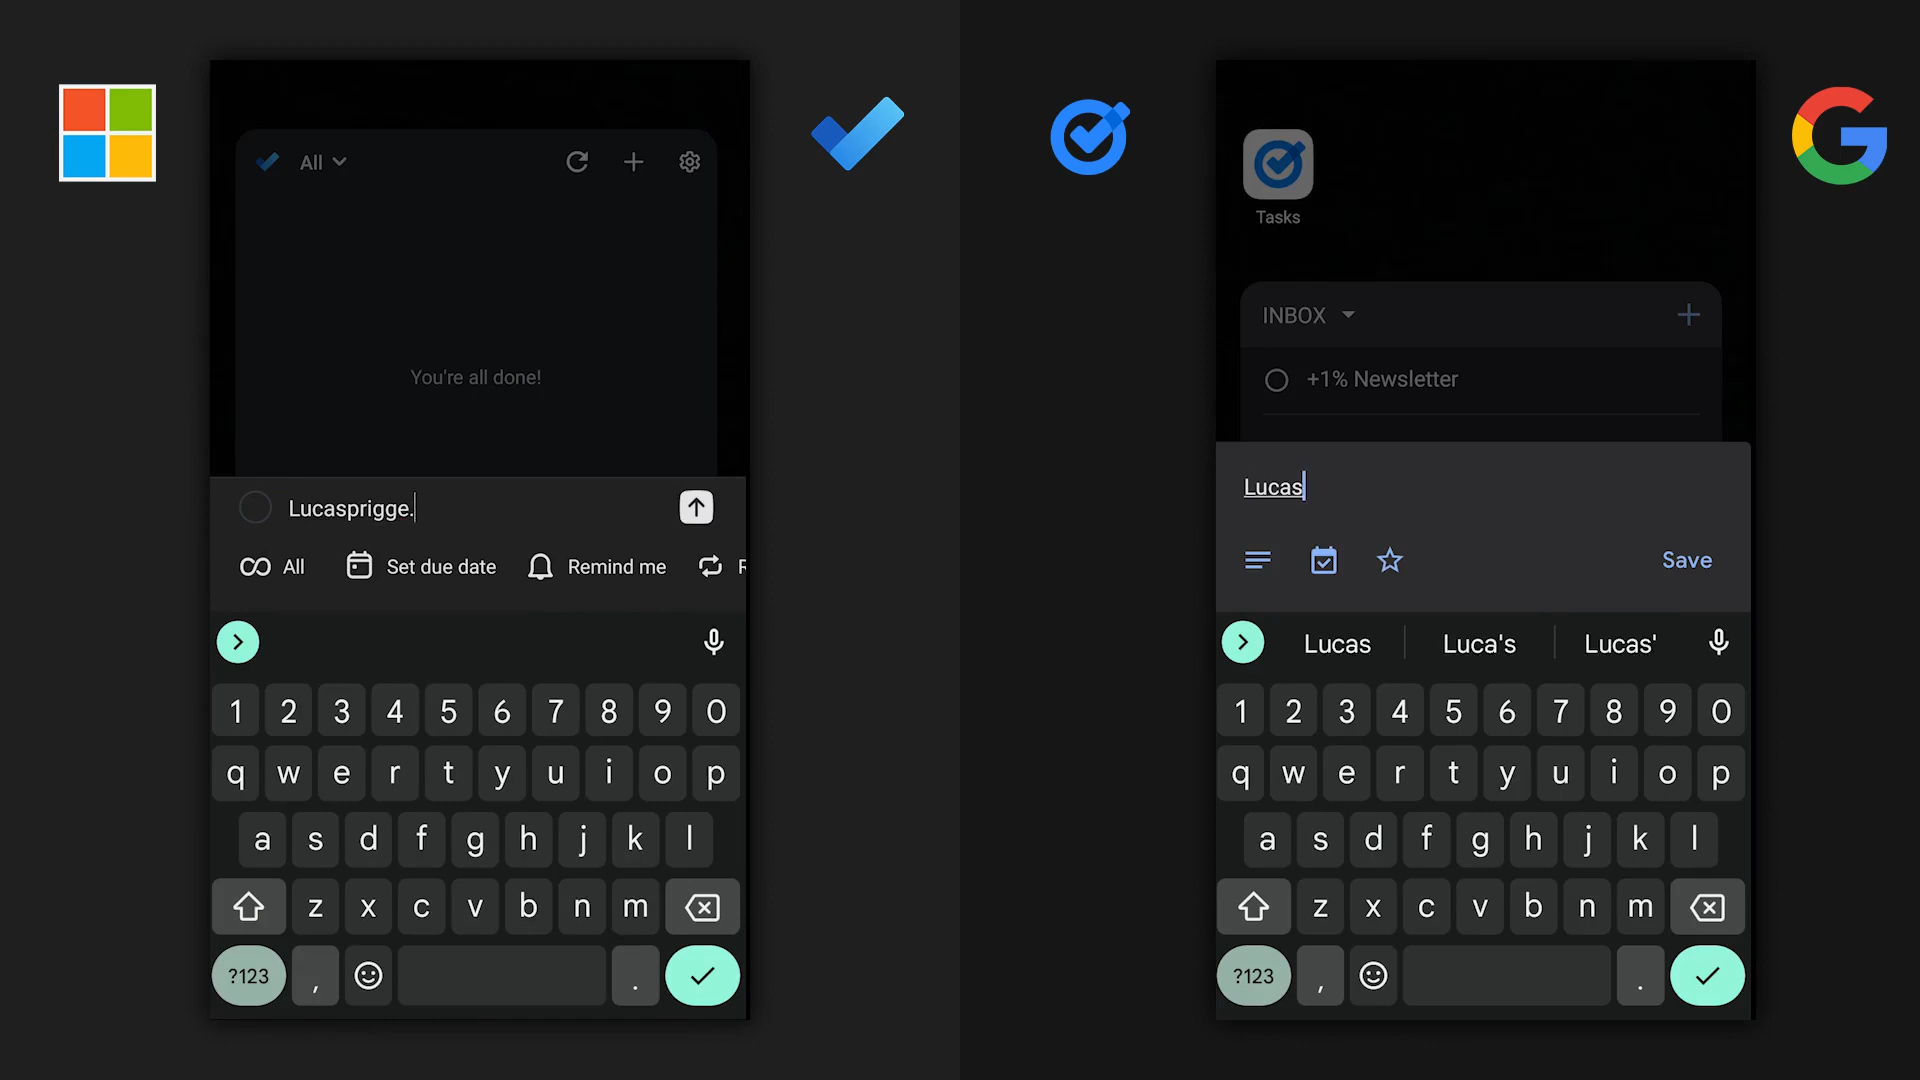 All
You're all done!
Lucasprigge.
All Set due date Remind me R
1 2 3 4 5 6 7 8 9 0
q w e r t y u i o p
a s d f g h j k l
z x c v b n m
?123 , .
Tasks
INBOX
+1% Newsletter
Lucas
Save
Lucas Luca's Lucas'
1 2 3 4 5 6 7 8 9 0
q w e r t y u i o p
a s d f g h j k l
z x c v b n m
?123 , .